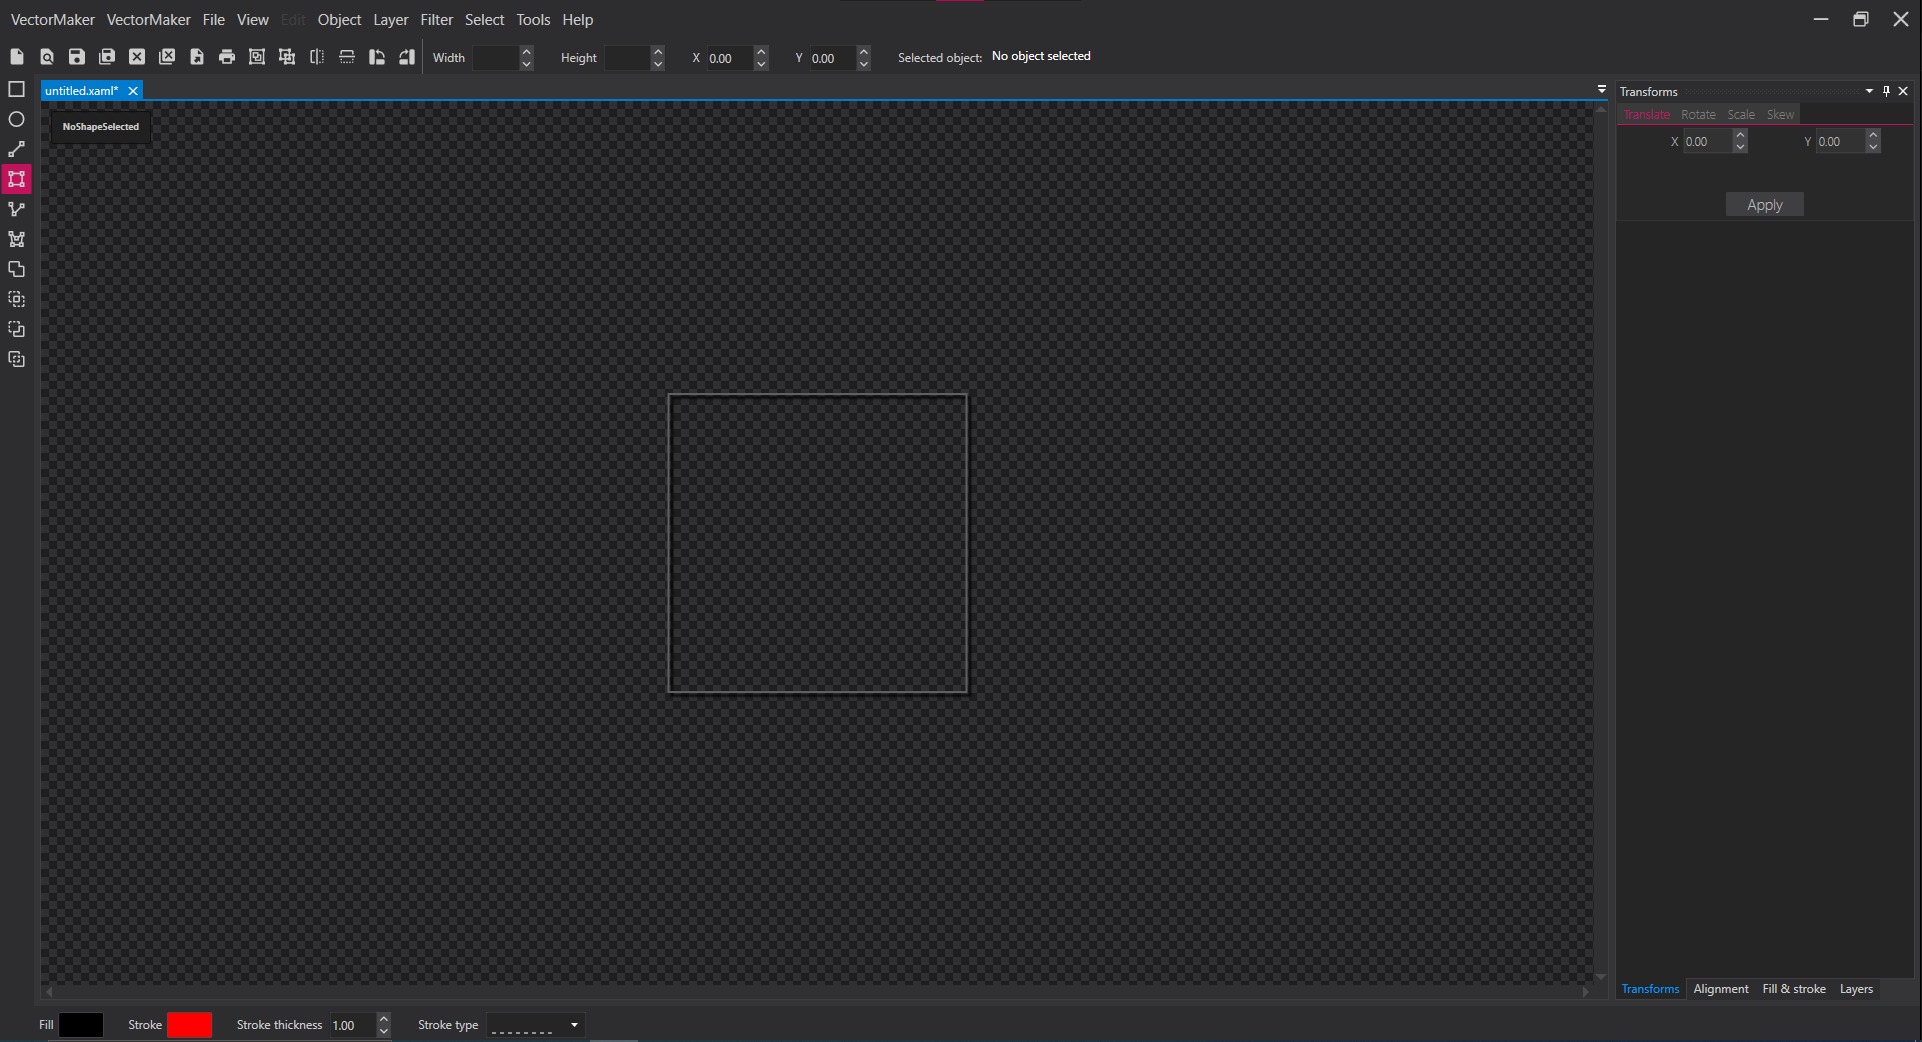 VectorMaker VectorMaker File View Edit Object Layer Filter Select Tools Help
Width Height X 0.00 Y 0.00 Selected object: No object selected
untitled.xaml*
NoShapeSelected
Transforms
Translate Rotate Scale Skew
X 0.00 Y 0.00
Apply
Transforms Alignment Fill & stroke Layers
Fill Stroke Stroke thickness 1.00 Stroke type